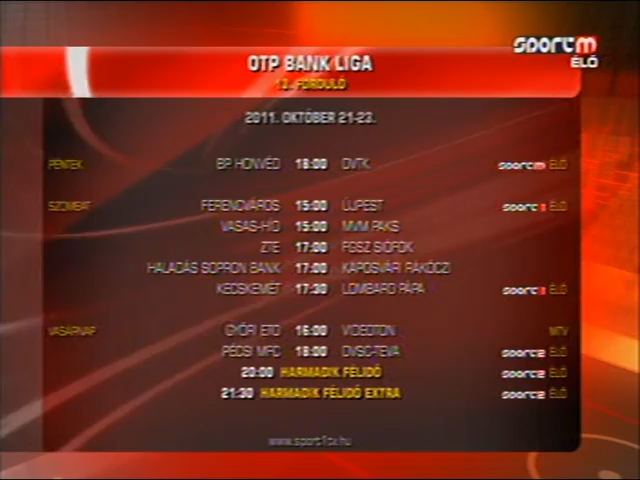 sportm
ÉLŐ
OTP BANK LIGA
FORDULÓ
2011. OKTÓBER 21-23.
PÉNTEK BP. HONVÉD 18:00 DVTK sportm ÉLŐ
SZOMBAT FERENCVÁROS 15:00 ÚJPEST sport1 ÉLŐ
VASAS-HÍD 15:00 MVM PAKS
ZTE 17:00 FGSZ SIÓFOK
HALADÁS SOPRON BANK 17:00 KAPOSVÁRI RÁKÓCZI
KECSKEMÉT 17:30 LOMBARD PÁPA sport1 ÉLŐ
VASÁRNAP GYŐRI ETO 16:00 VIDEOTON MTV
PÉCSI MFC 18:00 DVSC-TEVA sport2 ÉLŐ
20:00 HARMADIK FÉLIDŐ sport2 ÉLŐ
21:30 HARMADIK FÉLIDŐ EXTRA sport2 ÉLŐ
www.sport1tv.hu